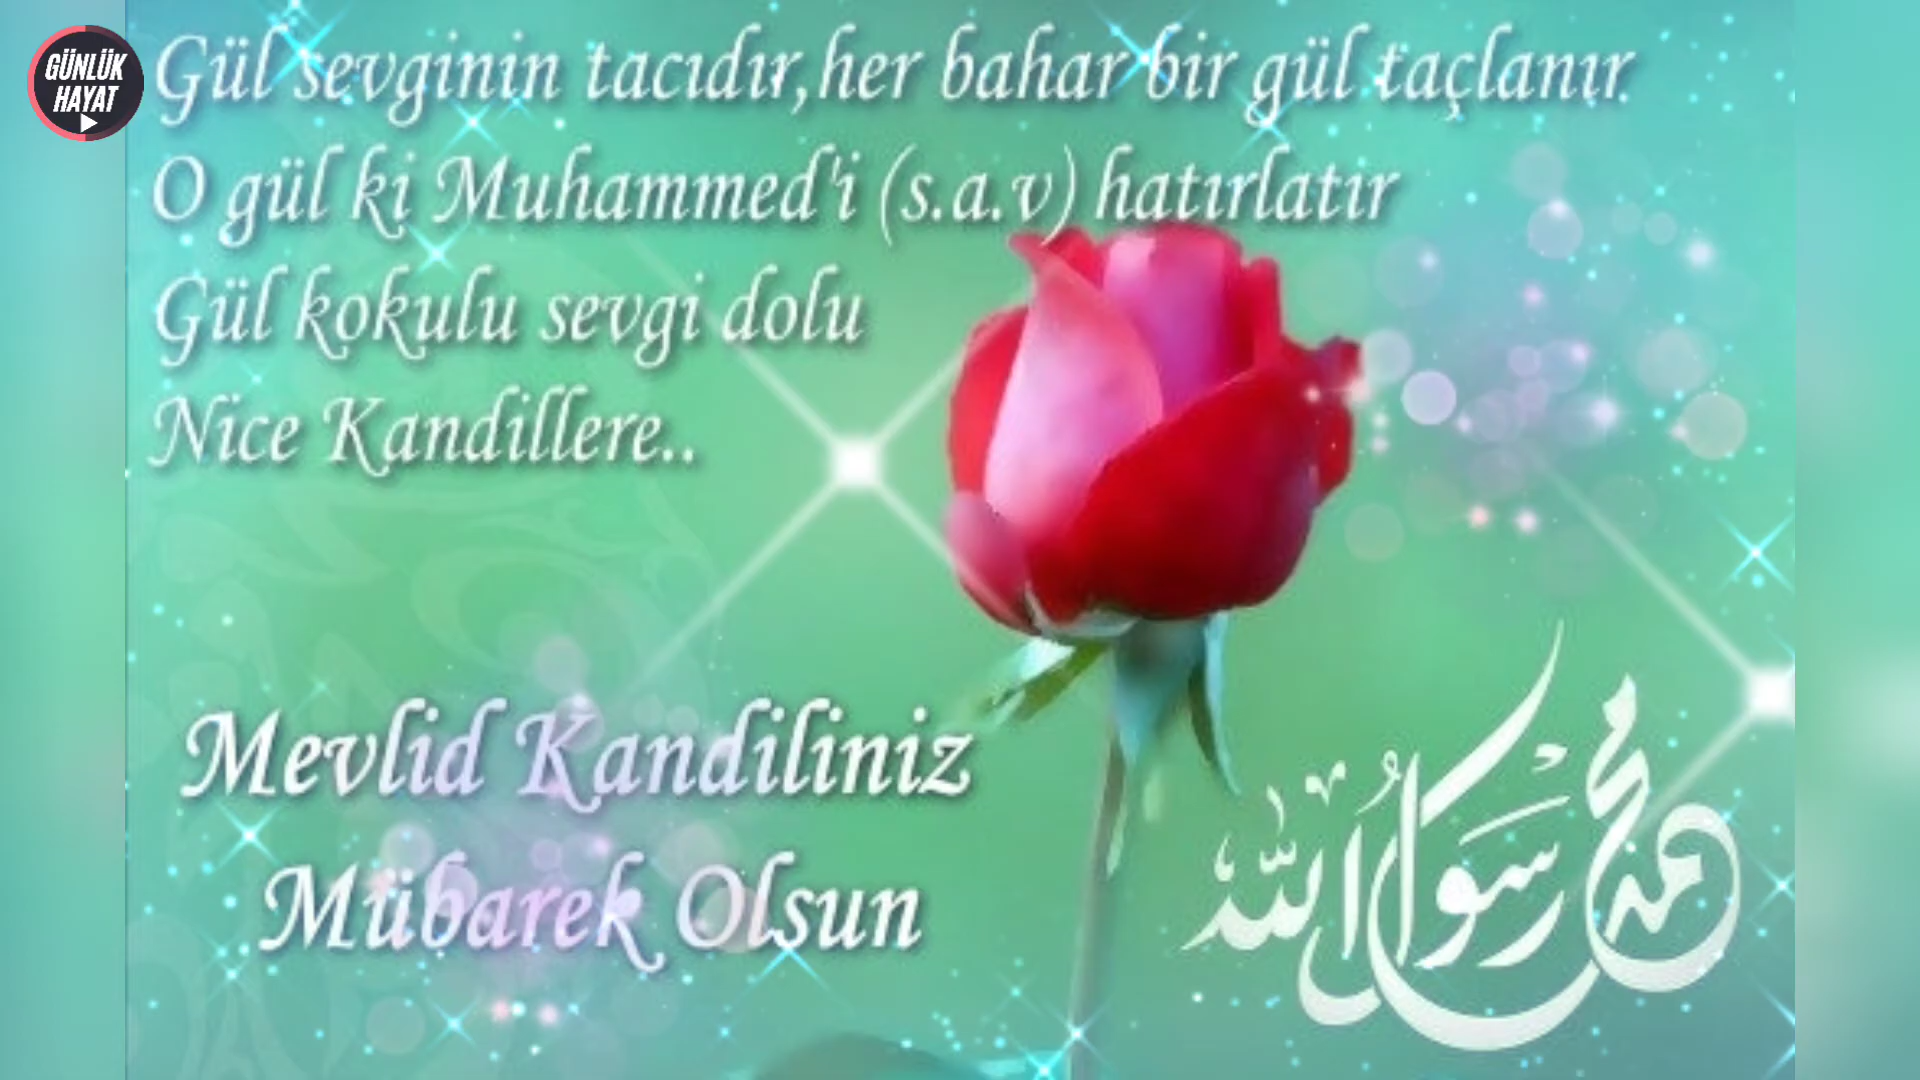 GÜNLÜK
HAYAT
Gül sevginin tacıdır,her bahar bir gül taçlanır.
O gül ki Muhammed'i (s.a.v) hatırlatır
Gül kokulu sevgi dolu
Nice Kandillere..
Mevlid Kandiliniz
Mübarek Olsun
محمد رسول الله